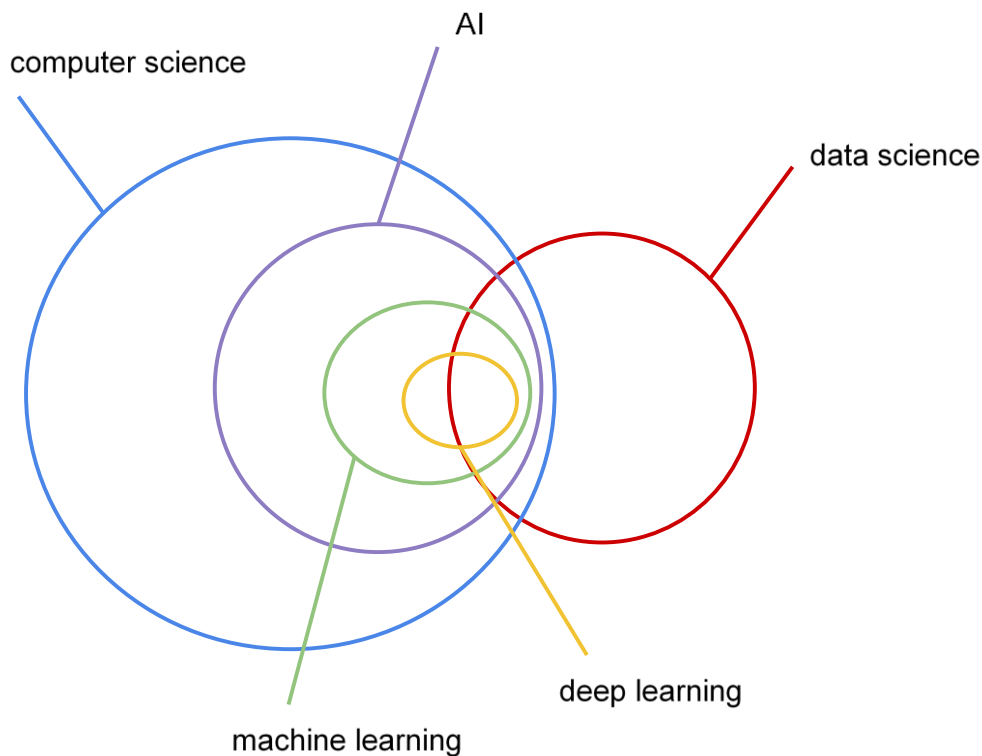 AI
computer science
data science
deep learning
machine learning